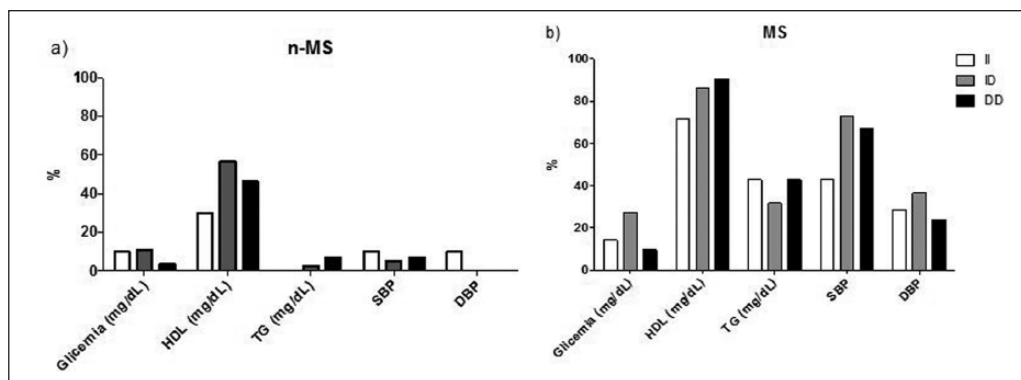 a)
n-MS
100
80
60
40
20
0
%
Glicemia (mg/dL)
HDL (mg/dL)
TG (mg/dL)
SBP
DBP
b)
MS
100
80
60
40
20
0
%
Glicemia (mg/dL)
HDL (mg/dL)
TG (mg/dL)
SBP
DBP
II
ID
DD